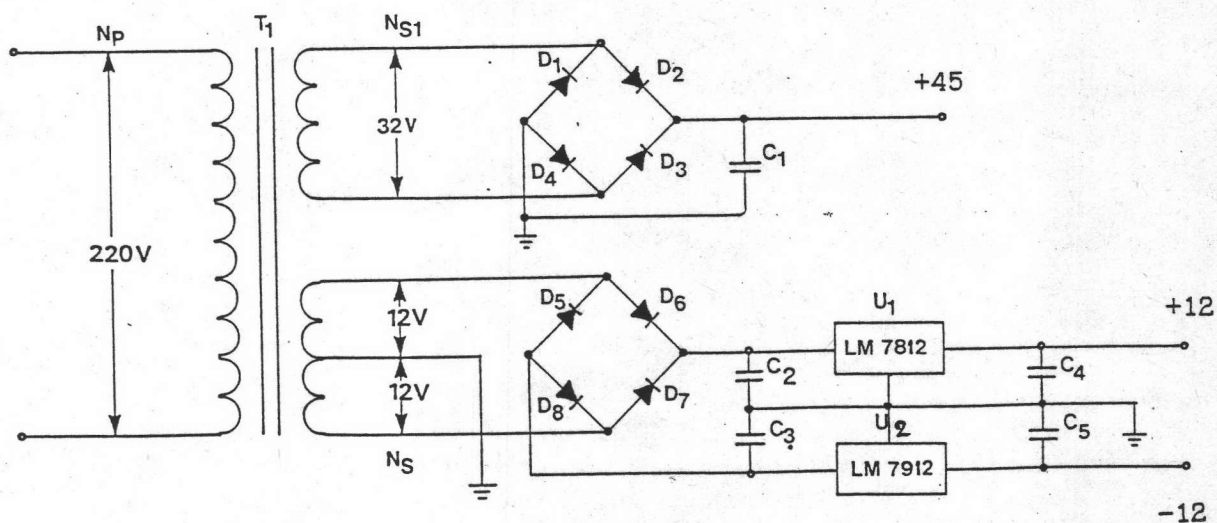 NP
T1
NS1
D1
D2
+45
32V
D4
D3
C1
220V
D5
D6
U1
+12
12V
LM 7812
C2
C4
12V
D8
D7
U2
C3
C5
NS
LM 7912
-12